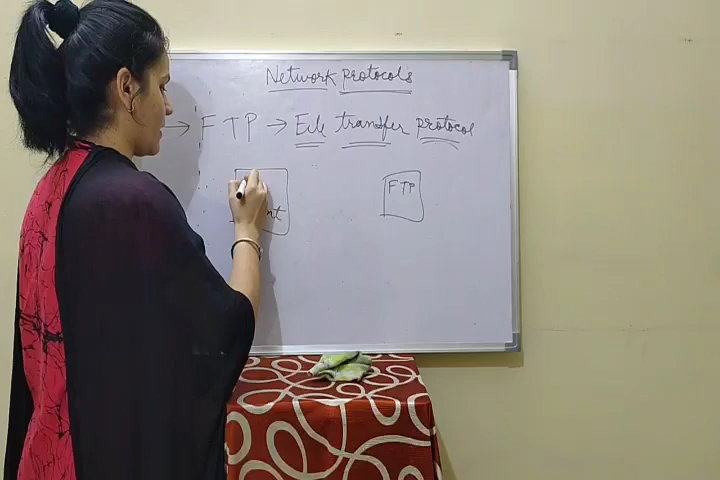 Network protocols
→ FTP → File transfer protocol
FTP